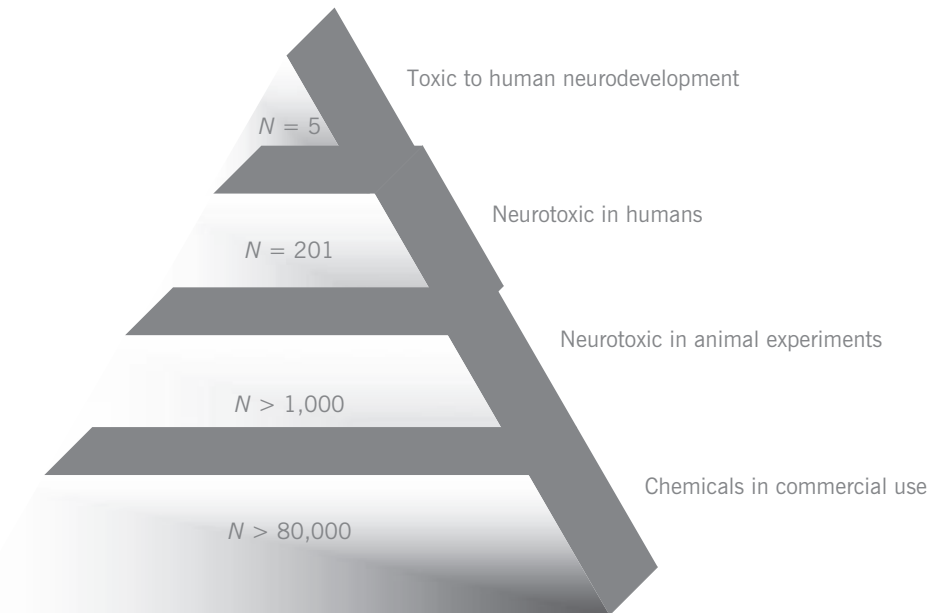 Toxic to human neurodevelopment
N = 5
Neurotoxic in humans
N = 201
Neurotoxic in animal experiments
N > 1,000
Chemicals in commercial use
N > 80,000